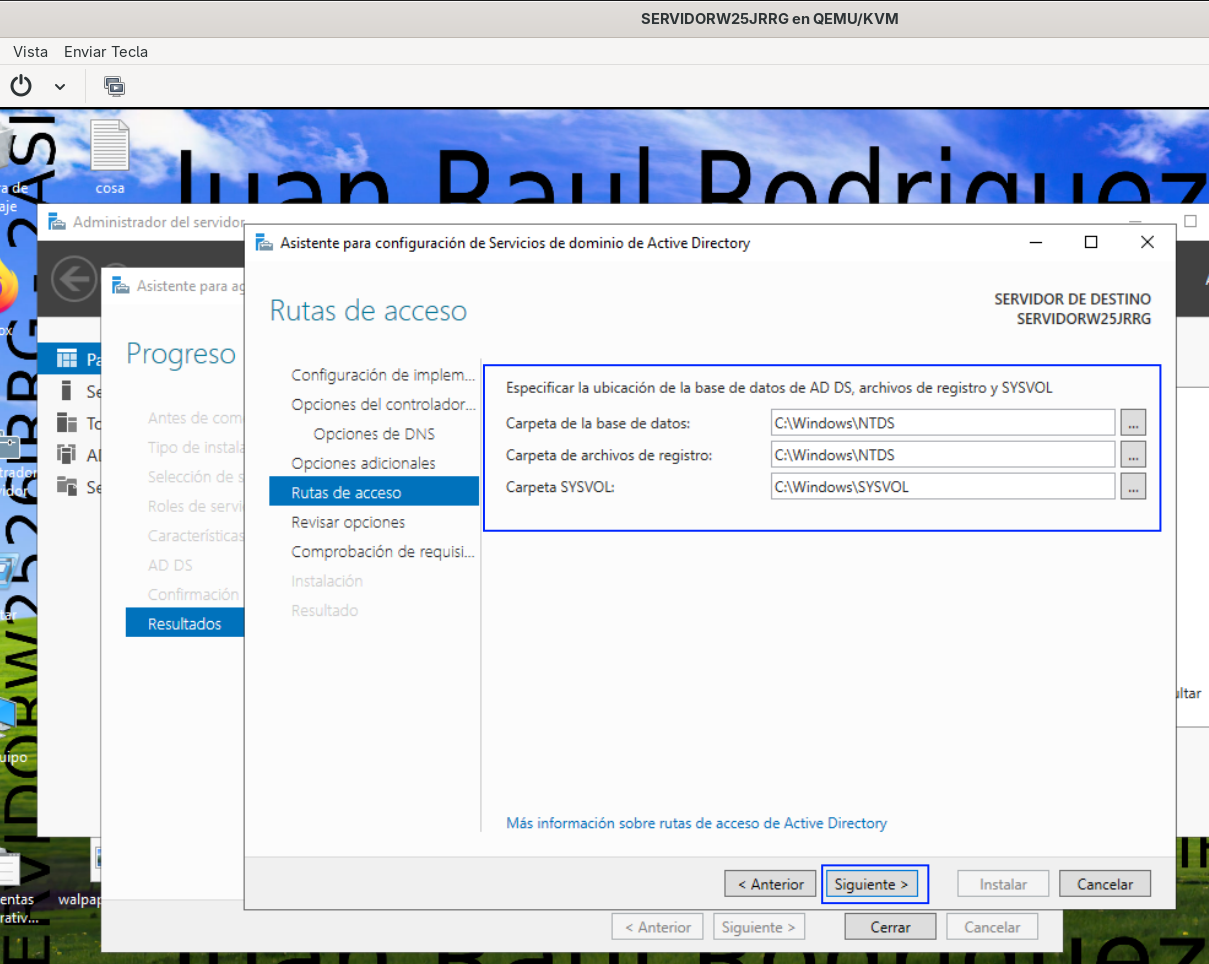 SERVIDORW25JRRG en QEMU/KVM
Vista Enviar Tecla
cosa
Juan Raul Rodriguez
Administrador del servidor
Asistente para configuración de Servicios de dominio de Active Directory
Rutas de acceso
SERVIDOR DE DESTINO
SERVIDORW25JRRG
Configuración de implem...
Opciones del controlador...
Opciones de DNS
Opciones adicionales
Rutas de acceso
Revisar opciones
Comprobación de requisi...
Instalación
Resultado
Especificar la ubicación de la base de datos de AD DS, archivos de registro y SYSVOL
Carpeta de la base de datos: C:\Windows\NTDS ...
Carpeta de archivos de registro: C:\Windows\NTDS ...
Carpeta SYSVOL: C:\Windows\SYSVOL ...
Más información sobre rutas de acceso de Active Directory
< Anterior Siguiente > Instalar Cancelar
Asistente para ag
Progreso
Antes de com
Tipo de instala
Selección de s
Roles de servi
Características
AD DS
Confirmación
Resultados
< Anterior Siguiente > Cerrar Cancelar